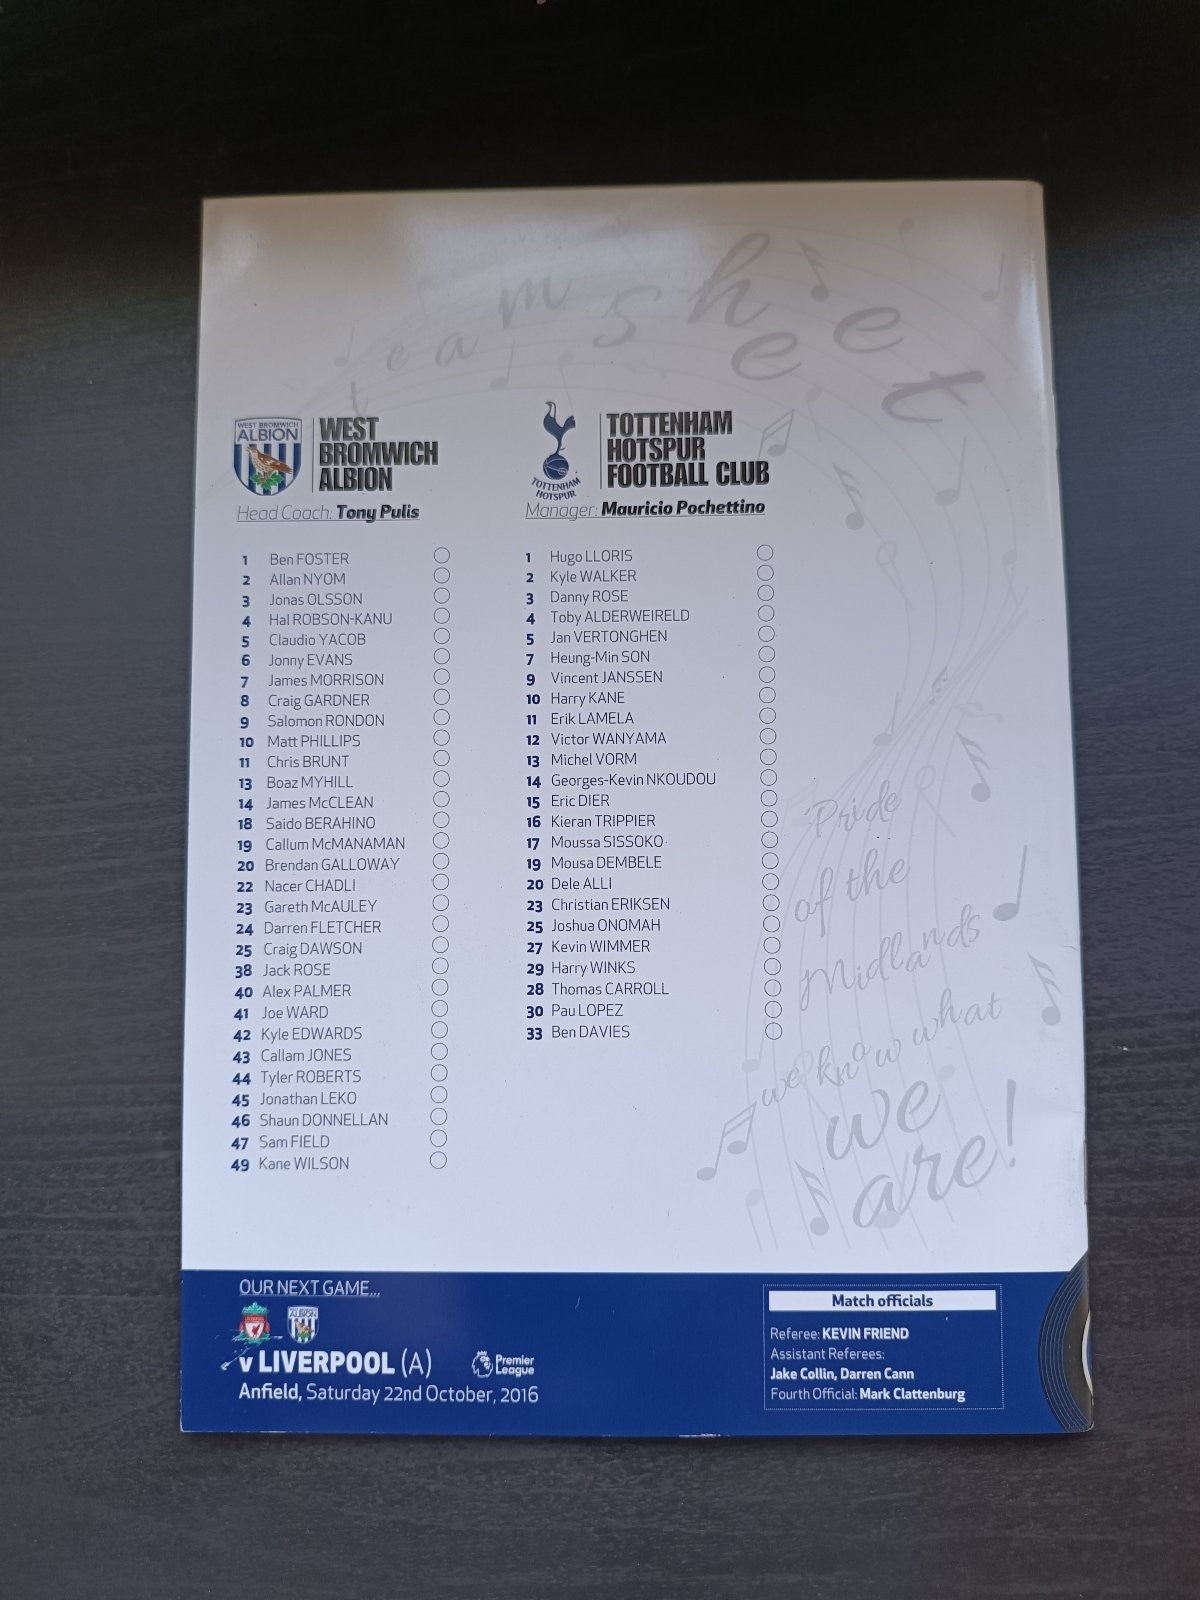 team sheet
WEST BROMWICH
ALBION
WEST
BROMWICH
ALBION
Head Coach: Tony Pulis
1 Ben FOSTER
2 Allan NYOM
3 Jonas OLSSON
4 Hal ROBSON-KANU
5 Claudio YACOB
6 Jonny EVANS
7 James MORRISON
8 Craig GARDNER
9 Salomon RONDON
10 Matt PHILLIPS
11 Chris BRUNT
13 Boaz MYHILL
14 James McCLEAN
18 Saido BERAHINO
19 Callum McMANAMAN
20 Brendan GALLOWAY
22 Nacer CHADLI
23 Gareth McAULEY
24 Darren FLETCHER
25 Craig DAWSON
38 Jack ROSE
40 Alex PALMER
41 Joe WARD
42 Kyle EDWARDS
43 Callam JONES
44 Tyler ROBERTS
45 Jonathan LEKO
46 Shaun DONNELLAN
47 Sam FIELD
49 Kane WILSON
TOTTENHAM
HOTSPUR
TOTTENHAM
HOTSPUR
FOOTBALL CLUB
Manager: Mauricio Pochettino
1 Hugo LLORIS
2 Kyle WALKER
3 Danny ROSE
4 Toby ALDERWEIRELD
5 Jan VERTONGHEN
7 Heung-Min SON
9 Vincent JANSSEN
10 Harry KANE
11 Erik LAMELA
12 Victor WANYAMA
13 Michel VORM
14 Georges-Kevin NKOUDOU
15 Eric DIER
16 Kieran TRIPPIER
17 Moussa SISSOKO
19 Mousa DEMBELE
20 Dele ALLI
23 Christian ERIKSEN
25 Joshua ONOMAH
27 Kevin WIMMER
29 Harry WINKS
28 Thomas CARROLL
30 Pau LOPEZ
33 Ben DAVIES
Pride
of the
Midlands
we know what
we
are!
OUR NEXT GAME...
ALBION
v LIVERPOOL (A)
Premier
League
Anfield, Saturday 22nd October, 2016
Match officials
Referee: KEVIN FRIEND
Assistant Referees:
Jake Collin, Darren Cann
Fourth Official: Mark Clattenburg